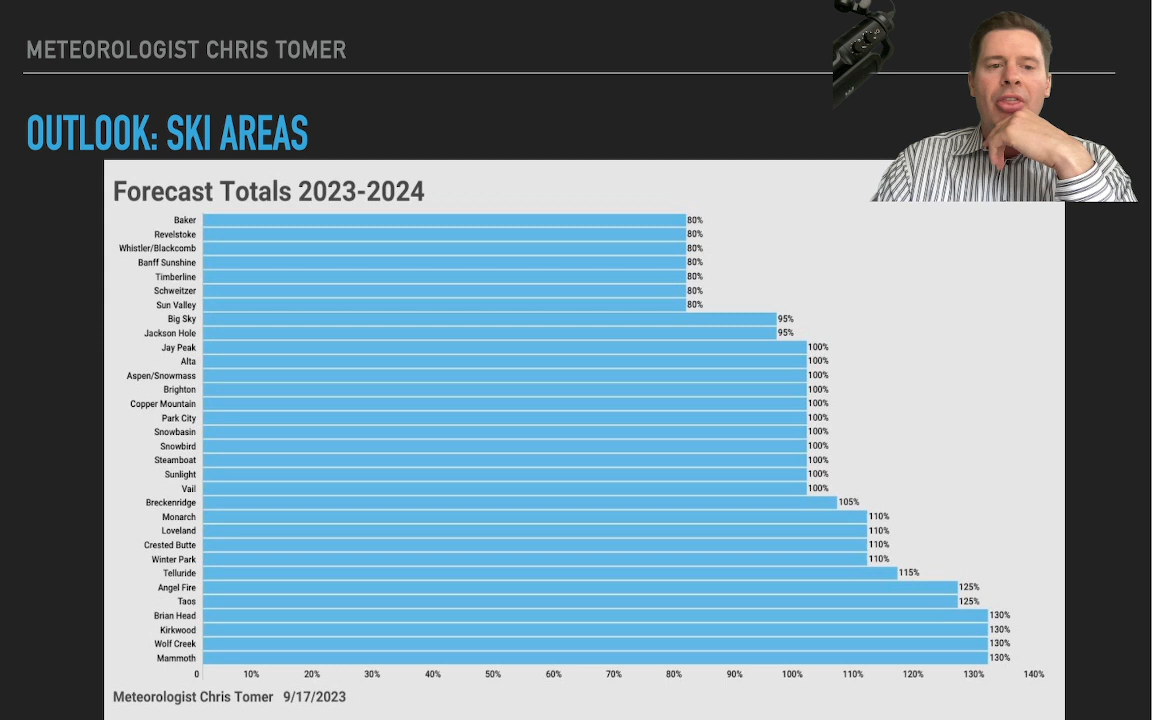 METEOROLOGIST CHRIS TOMER
OUTLOOK: SKI AREAS
Forecast Totals 2023-2024
Baker 80%
Revelstoke 80%
Whistler/Blackcomb 80%
Banff Sunshine 80%
Timberline 80%
Schweitzer 80%
Sun Valley 80%
Big Sky 95%
Jackson Hole 95%
Jay Peak 100%
Alta 100%
Aspen/Snowmass 100%
Brighton 100%
Copper Mountain 100%
Park City 100%
Snowbasin 100%
Snowbird 100%
Steamboat 100%
Sunlight 100%
Vail 100%
Breckenridge 105%
Monarch 110%
Loveland 110%
Crested Butte 110%
Winter Park 110%
Telluride 115%
Angel Fire 125%
Taos 125%
Brian Head 130%
Kirkwood 130%
Wolf Creek 130%
Mammoth 130%
0 10% 20% 30% 40% 50% 60% 70% 80% 90% 100% 110% 120% 130% 140%
Meteorologist Chris Tomer 9/17/2023